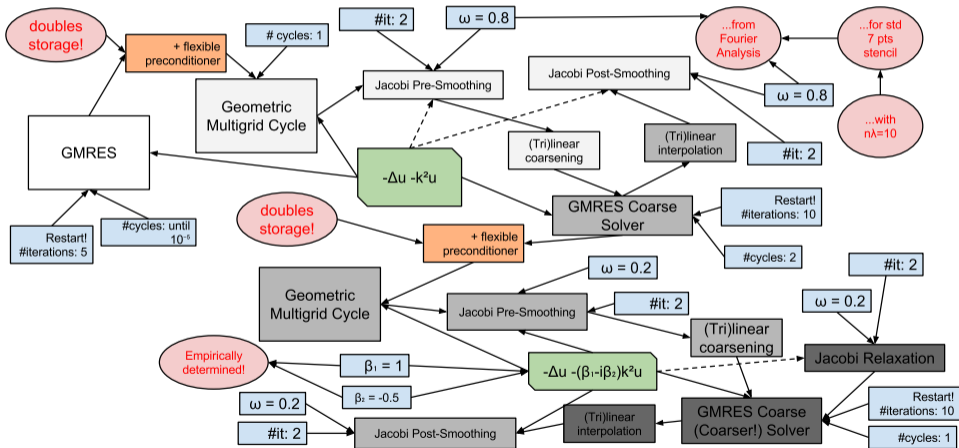 doubles
storage!
+ flexible
preconditioner
# cycles: 1
#it: 2
ω = 0.8
...from
Fourier
Analysis
...for std
7 pts
stencil
Jacobi Pre-Smoothing
Jacobi Post-Smoothing
ω = 0.8
...with
nλ=10
Geometric
Multigrid Cycle
GMRES
(Tri)linear
coarsening
(Tri)linear
interpolation
#it: 2
-Δu -k²u
doubles
storage!
GMRES Coarse
Solver
Restart!
#iterations: 10
Restart!
#iterations: 5
#cycles: until
10⁻⁵
+ flexible
preconditioner
#cycles: 2
ω = 0.2
#it: 2
Geometric
Multigrid Cycle
Jacobi Pre-Smoothing
#it: 2
ω = 0.2
(Tri)linear
coarsening
Jacobi Relaxation
Empirically
determined!
β₁ = 1
-Δu -(β₁-iβ₂)k²u
β₂ = -0.5
ω = 0.2
#it: 2
Jacobi Post-Smoothing
(Tri)linear
interpolation
GMRES Coarse
(Coarser!) Solver
Restart!
#iterations: 10
#cycles: 1